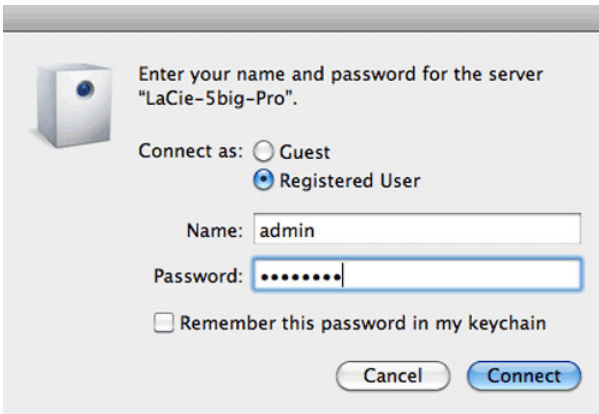 Enter your name and password for the server
“LaCie-5big-Pro”.
Connect as: Guest
Registered User
Name: admin
Password: ••••••••
Remember this password in my keychain
Cancel Connect